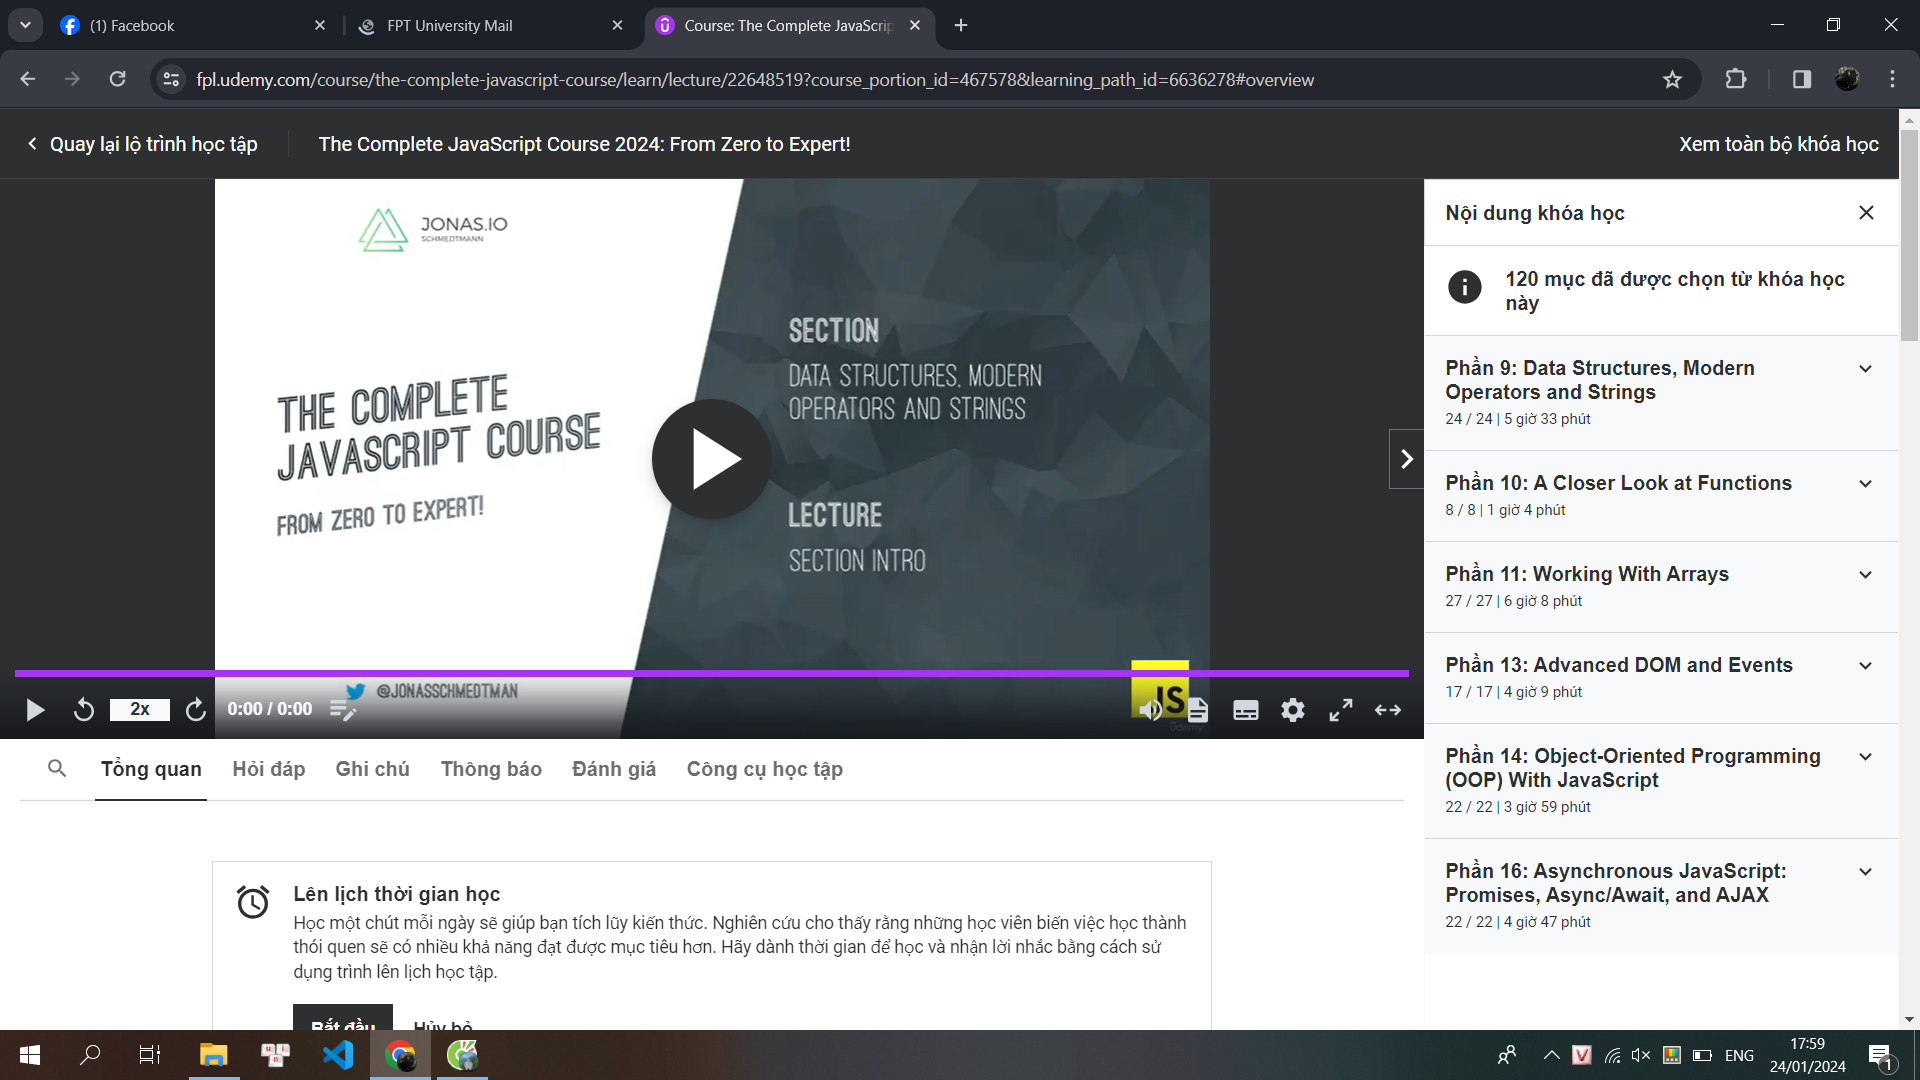 (1) Facebook
FPT University Mail
Course: The Complete JavaScrip
fpl.udemy.com/course/the-complete-javascript-course/learn/lecture/22648519?course_portion_id=467578&learning_path_id=6636278#overview
Quay lại lộ trình học tập
The Complete JavaScript Course 2024: From Zero to Expert!
Xem toàn bộ khóa học
JONAS.IO
SCHMEDTMANN
THE COMPLETE
JAVASCRIPT COURSE
FROM ZERO TO EXPERT!
SECTION
DATA STRUCTURES, MODERN
OPERATORS AND STRINGS
LECTURE
SECTION INTRO
@JONASSCHMEDTMAN
JS
udemy
2x
0:00 / 0:00
Nội dung khóa học
120 mục đã được chọn từ khóa học
này
Phần 9: Data Structures, Modern
Operators and Strings
24 / 24 | 5 giờ 33 phút
Phần 10: A Closer Look at Functions
8 / 8 | 1 giờ 4 phút
Phần 11: Working With Arrays
27 / 27 | 6 giờ 8 phút
Phần 13: Advanced DOM and Events
17 / 17 | 4 giờ 9 phút
Phần 14: Object-Oriented Programming
(OOP) With JavaScript
22 / 22 | 3 giờ 59 phút
Phần 16: Asynchronous JavaScript:
Promises, Async/Await, and AJAX
22 / 22 | 4 giờ 47 phút
Tổng quan
Hỏi đáp
Ghi chú
Thông báo
Đánh giá
Công cụ học tập
Lên lịch thời gian học
Học một chút mỗi ngày sẽ giúp bạn tích lũy kiến thức. Nghiên cứu cho thấy rằng những học viên biến việc học thành
thói quen sẽ có nhiều khả năng đạt được mục tiêu hơn. Hãy dành thời gian để học và nhận lời nhắc bằng cách sử
dụng trình lên lịch học tập.
Bắt đầu
Hủy bỏ
ENG
17:59
24/01/2024
1